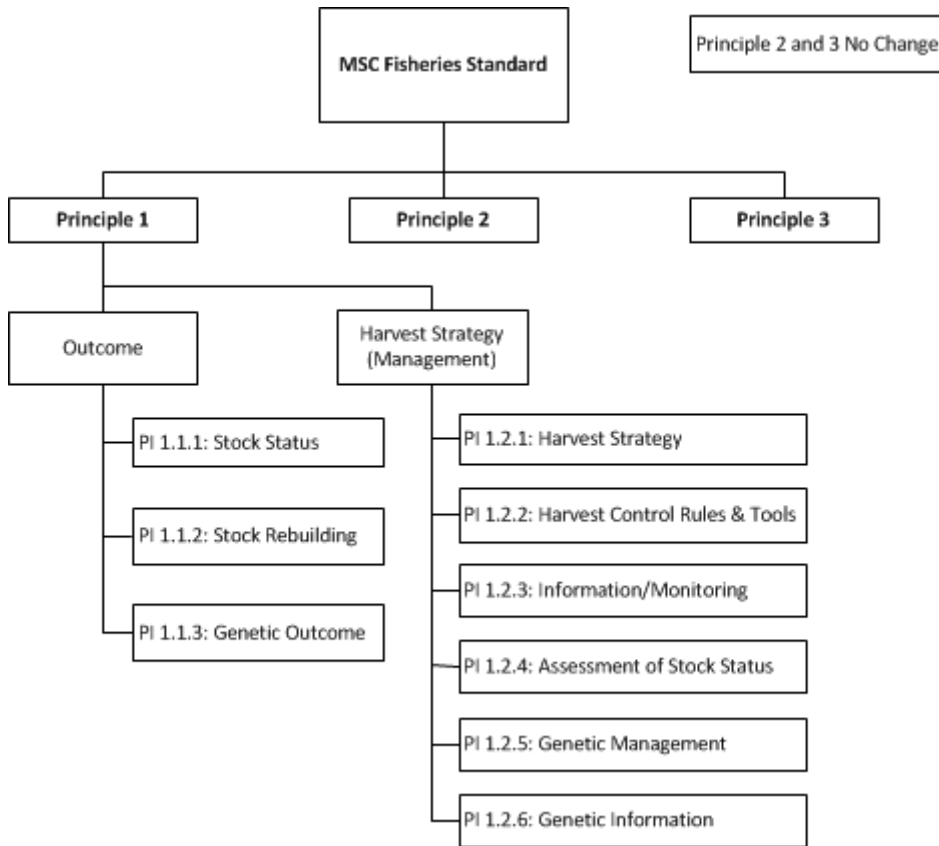 MSC Fisheries Standard
Principle 2 and 3 No Change
Principle 1
Principle 2
Principle 3
Outcome
Harvest Strategy
(Management)
PI 1.1.1: Stock Status
PI 1.1.2: Stock Rebuilding
PI 1.1.3: Genetic Outcome
PI 1.2.1: Harvest Strategy
PI 1.2.2: Harvest Control Rules & Tools
PI 1.2.3: Information/Monitoring
PI 1.2.4: Assessment of Stock Status
PI 1.2.5: Genetic Management
PI 1.2.6: Genetic Information